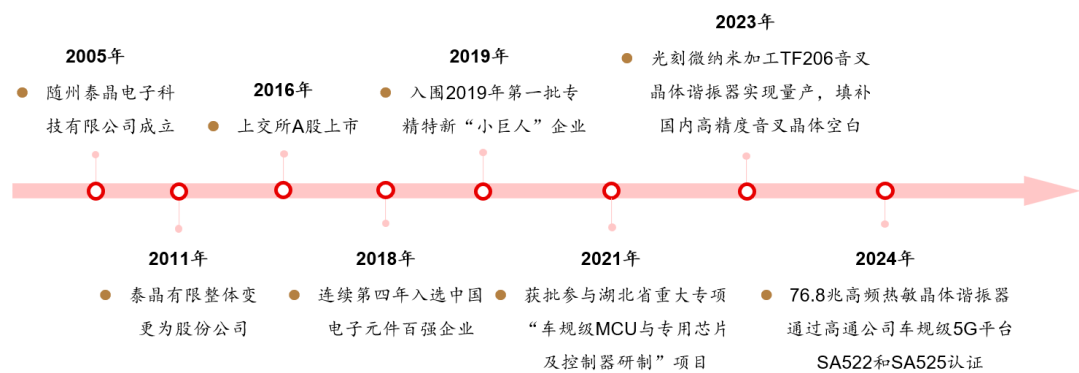 2005年
随州泰晶电子科
技有限公司成立
2011年
泰晶有限整体变
更为股份公司
2016年
上交所A股上市
2018年
连续第四年入选中国
电子元件百强企业
2019年
入围2019年第一批专
精特新“小巨人”企业
2021年
获批参与湖北省重大专项
“车规级MCU与专用芯片
及控制器研制”项目
2023年
光刻微纳米加工TF206音叉
晶体谐振器实现量产，填补
国内高精度音叉晶体空白
2024年
76.8兆高频热敏晶体谐振器
通过高通公司车规级5G平台
SA522和SA525认证